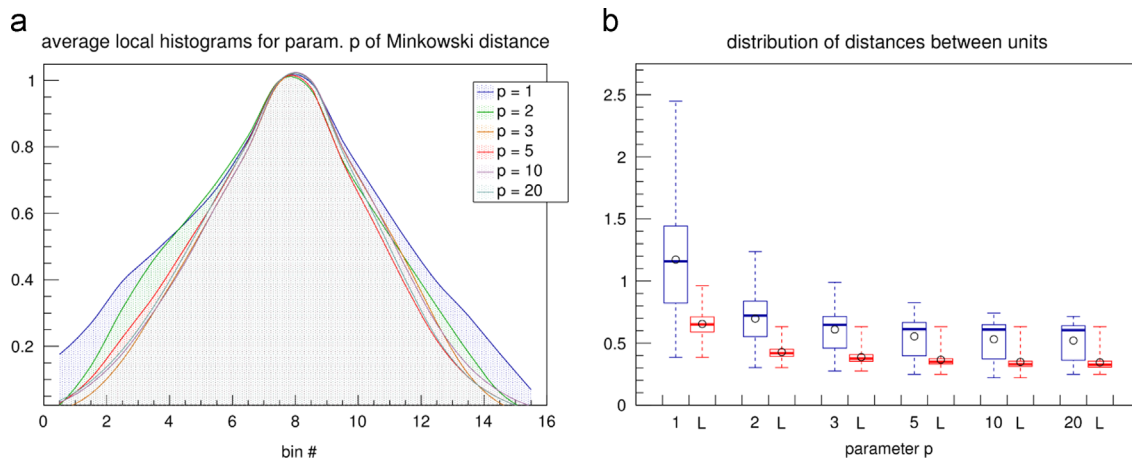 a
average local histograms for param. p of Minkowski distance
1
0.8
0.6
0.4
0.2
0 2 4 6 8 10 12 14 16
bin #
p = 1
p = 2
p = 3
p = 5
p = 10
p = 20
b
distribution of distances between units
2.5
2
1.5
1
0.5
0
1 L 2 L 3 L 5 L 10 L 20 L
parameter p